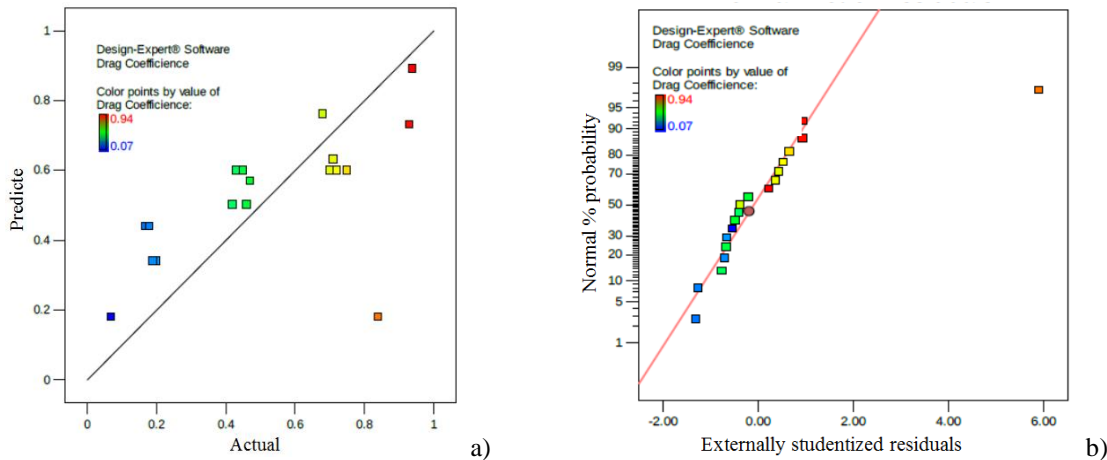 1
0.8
0.6
0.4
0.2
0
Predicte
Design-Expert® Software
Drag Coefficience
Color points by value of
Drag Coefficience:
0.94
0.07
0
0.2
0.4
0.6
0.8
1
Actual
a)
99
95
90
80
70
50
30
20
10
5
1
Normal % probability
Design-Expert® Software
Drag Coefficience
Color points by value of
Drag Coefficience:
0.94
0.07
-2.00
0.00
2.00
4.00
6.00
Externally studentized residuals
b)